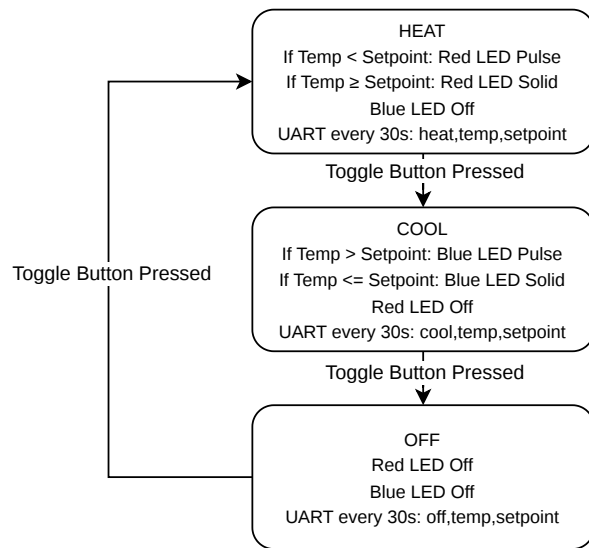 HEAT
If Temp < Setpoint: Red LED Pulse
If Temp ≥ Setpoint: Red LED Solid
Blue LED Off
UART every 30s: heat,temp,setpoint
Toggle Button Pressed
COOL
If Temp > Setpoint: Blue LED Pulse
If Temp <= Setpoint: Blue LED Solid
Red LED Off
UART every 30s: cool,temp,setpoint
Toggle Button Pressed
Toggle Button Pressed
OFF
Red LED Off
Blue LED Off
UART every 30s: off,temp,setpoint